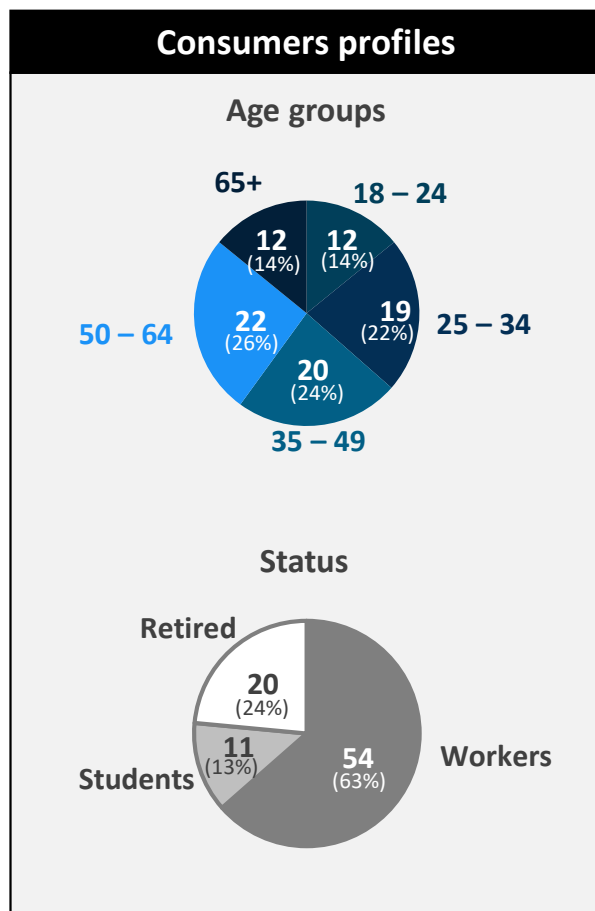 Consumers profiles
Age groups
65+
18 – 24
12
(14%)
12
(14%)
19
(22%)
25 – 34
50 – 64
22
(26%)
20
(24%)
35 – 49
Status
Retired
20
(24%)
11
(13%)
Students
54
(63%)
Workers